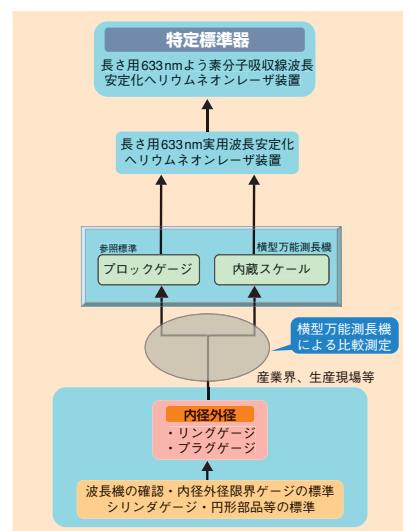 特定標準器
長さ用633nmよう素分子吸収線波長
安定化ヘリウムネオンレーザ装置
長さ用633nm実用波長安定化
ヘリウムネオンレーザ装置
参照標準
横型万能測長機
ブロックゲージ
内蔵スケール
横型万能測長機
による比較測定
産業界、生産現場等
内径外径
・リングゲージ
・プラグゲージ
波長機の確認・内外径限界ゲージの標準
シリンダゲージ・円形部品等の標準